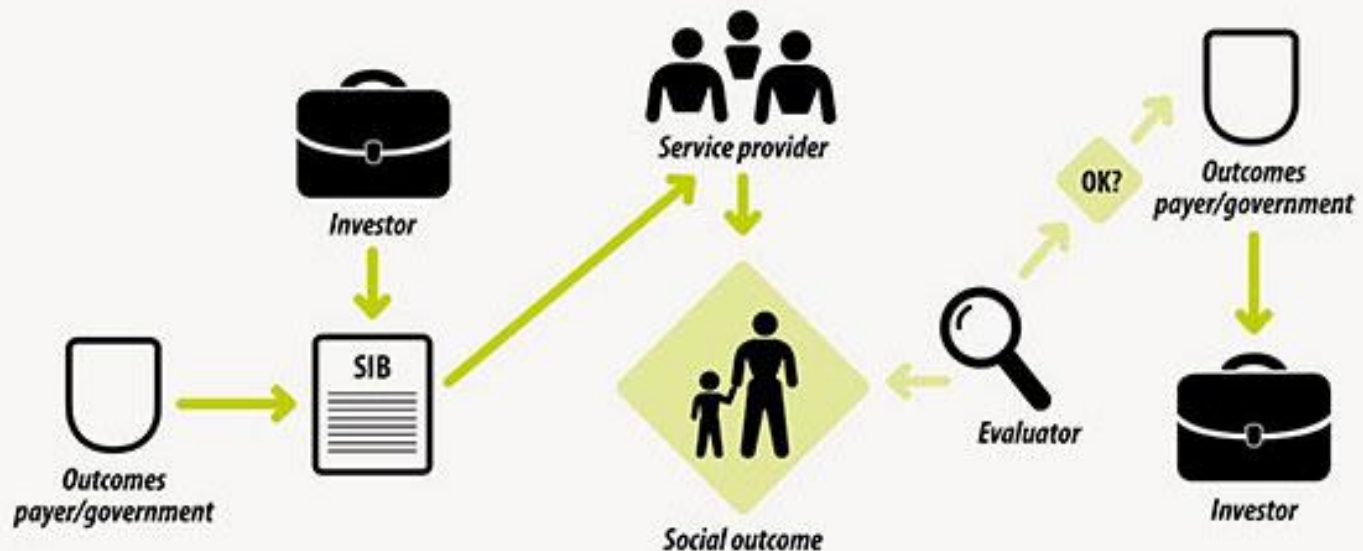 Investor
SIB
Outcomes
payer/government
Service provider
Social outcome
Evaluator
OK?
Outcomes
payer/government
Investor